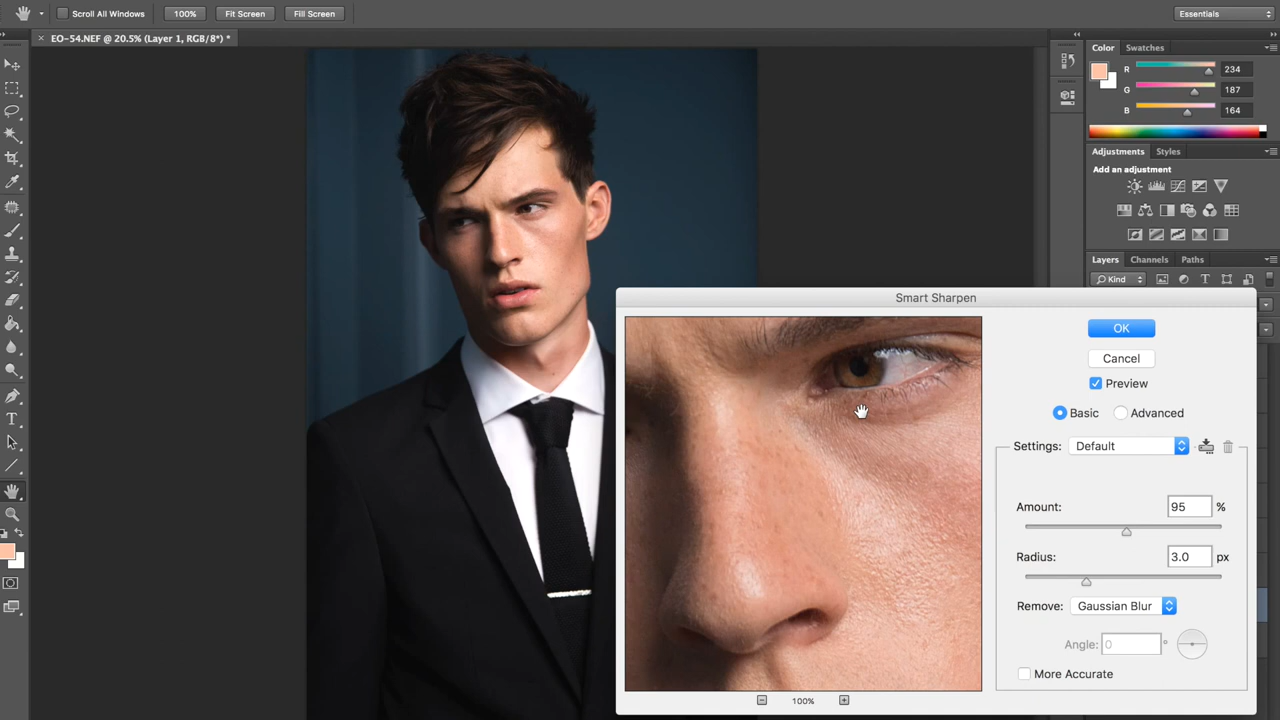 Scroll All Windows 100% Fit Screen Fill Screen Essentials
× EO-54.NEF @ 20.5% (Layer 1, RGB/8*) *
Color Swatches
R 234
G 187
B 164
Adjustments Styles
Add an adjustment
Layers Channels Paths
Kind
Smart Sharpen
OK
Cancel
Preview
Basic Advanced
Settings: Default
Amount: 95 %
Radius: 3.0 px
Remove: Gaussian Blur
Angle: 0 °
More Accurate
100%